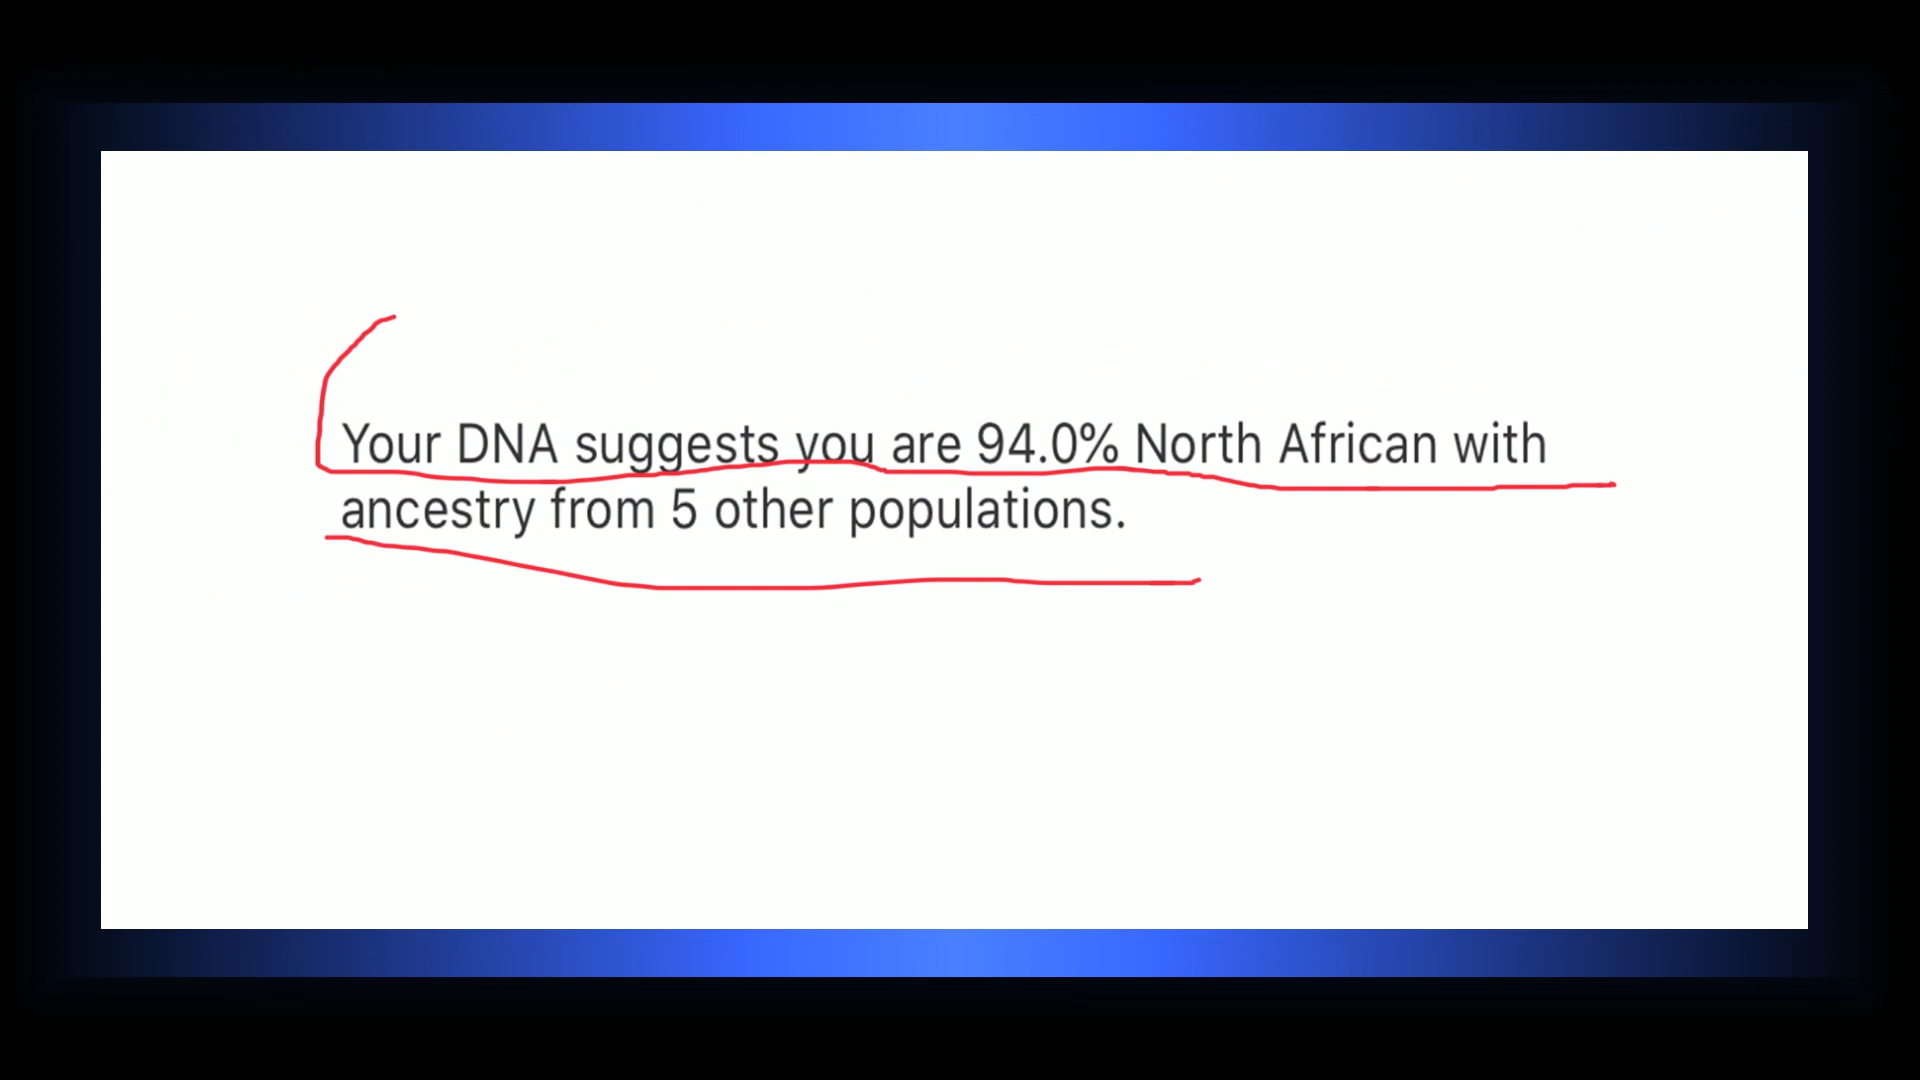 Your DNA suggests you are 94.0% North African with
ancestry from 5 other populations.